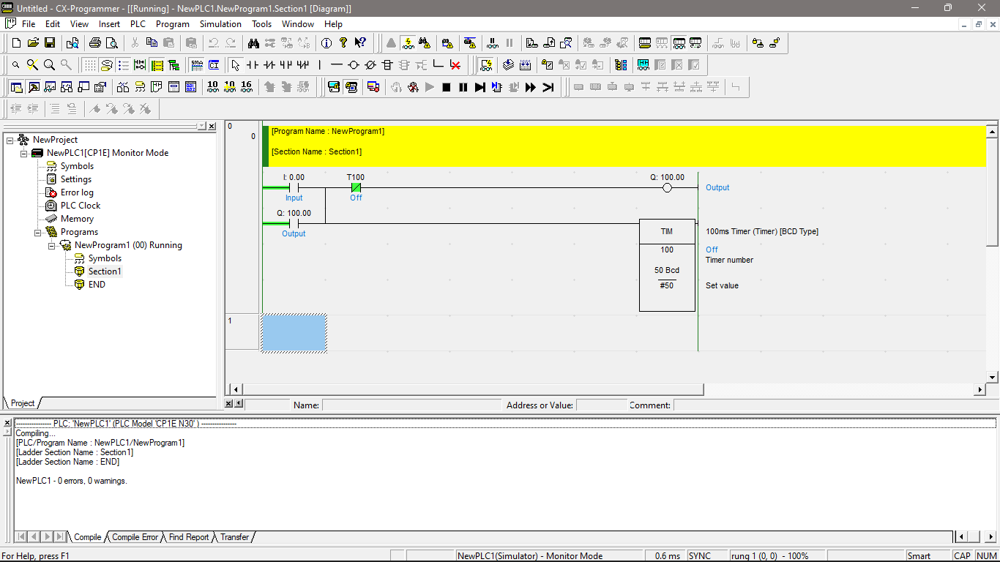 Untitled - CX-Programmer - [[Running] - NewPLC1.NewProgram1.Section1 [Diagram]]
File Edit View Insert PLC Program Simulation Tools Window Help
SMA CI
10 10 16
NewProject
NewPLC1[CP1E] Monitor Mode
Symbols
Settings
Error log
PLC Clock
Memory
Programs
NewProgram1 (00) Running
Symbols
Section1
END
Project
0
0
[Program Name : NewProgram1]
[Section Name : Section1]
I: 0.00 T100 Q: 100.00
Output
Input Off
Q: 100.00
Output
TIM 100ms Timer (Timer) [BCD Type]
100 Off
Timer number
50 Bcd
#50 Set value
1
Name: Address or Value: Comment:
---------------- PLC: 'NewPLC1' (PLC Model 'CP1E N30' ) ----------------
Compiling...
[PLC/Program Name : NewPLC1/NewProgram1]
[Ladder Section Name : Section1]
[Ladder Section Name : END]
NewPLC1 - 0 errors, 0 warnings.
Compile Compile Error Find Report Transfer
For Help, press F1 NewPLC1(Simulator) - Monitor Mode 0.6 ms SYNC rung 1 (0, 0) - 100% Smart CAP NUM